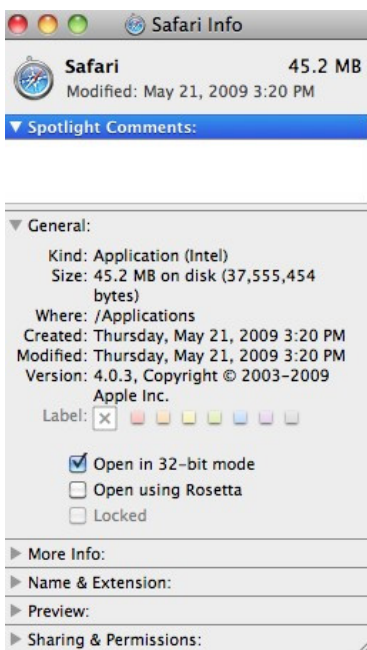 Safari Info
Safari 45.2 MB
Modified: May 21, 2009 3:20 PM
Spotlight Comments:
General:
Kind: Application (Intel)
Size: 45.2 MB on disk (37,555,454
bytes)
Where: /Applications
Created: Thursday, May 21, 2009 3:20 PM
Modified: Thursday, May 21, 2009 3:20 PM
Version: 4.0.3, Copyright © 2003-2009
Apple Inc.
Label:
Open in 32-bit mode
Open using Rosetta
Locked
More Info:
Name & Extension:
Preview:
Sharing & Permissions: